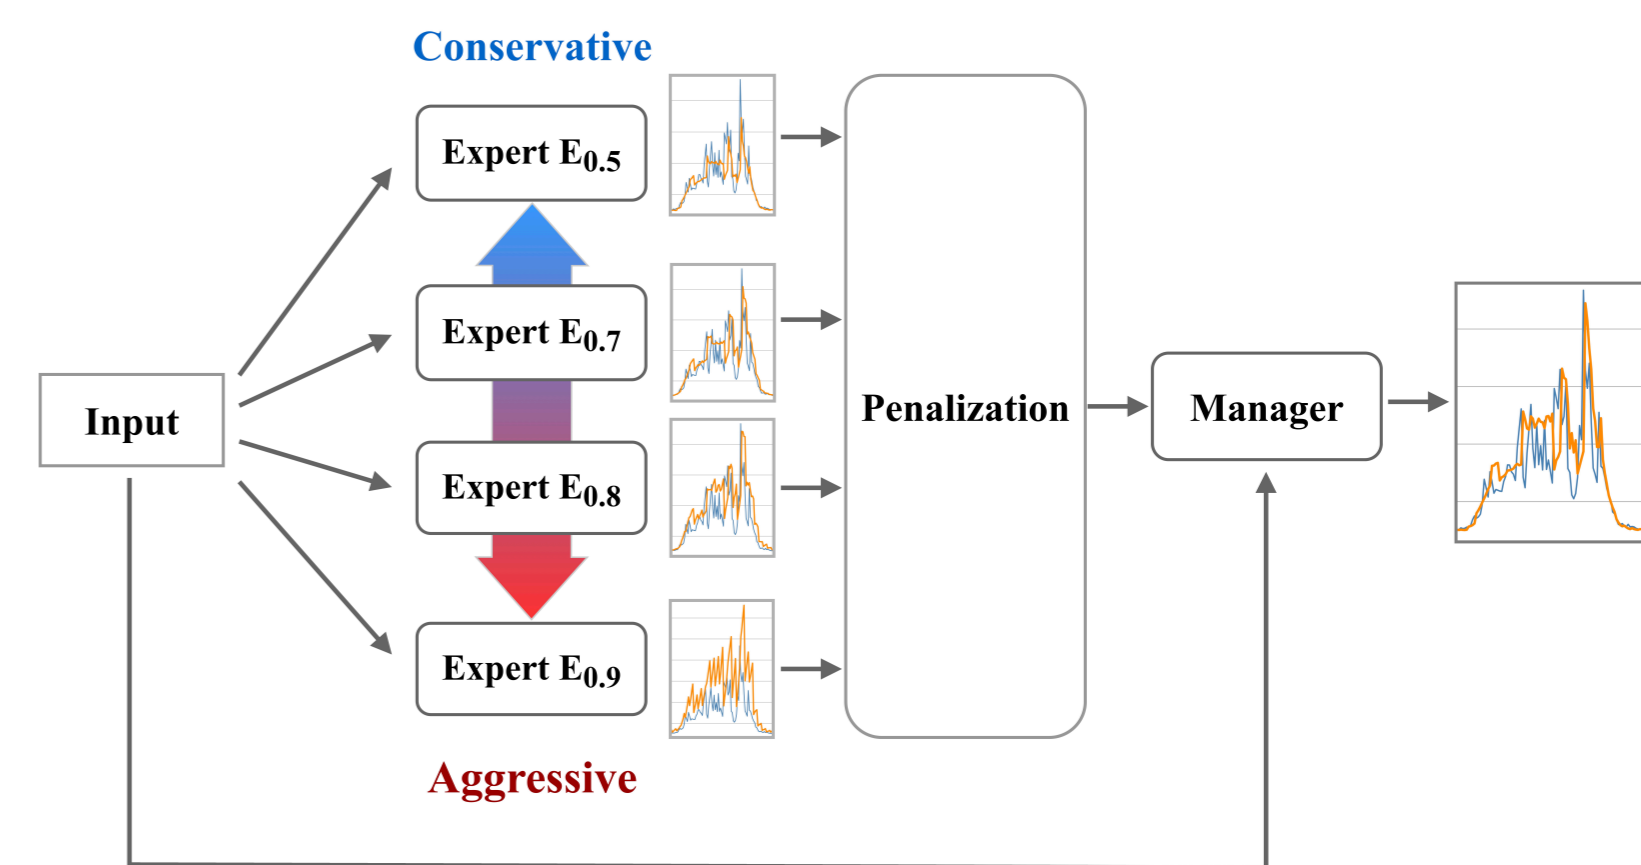 Conservative
Expert E0.5
Expert E0.7
Input
Penalization
Manager
Expert E0.8
Expert E0.9
Aggressive